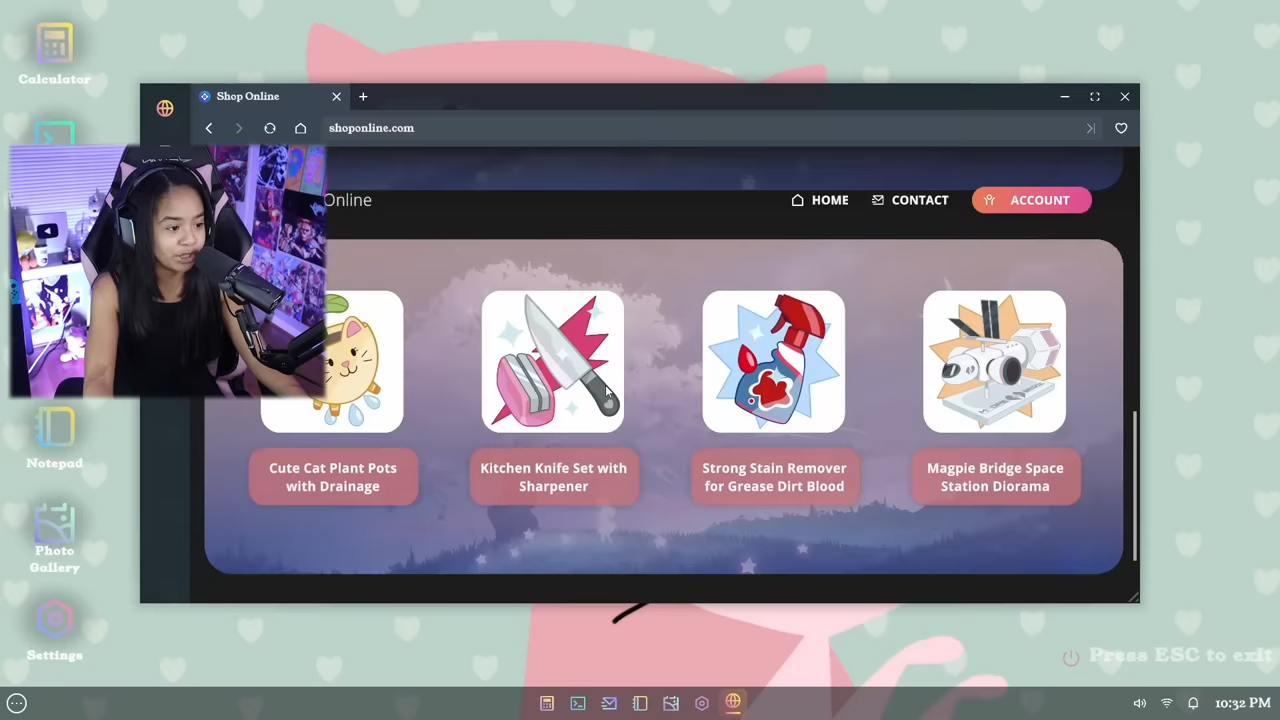 Calculator
Shop Online
shoponline.com
Online
HOME
CONTACT
ACCOUNT
Cute Cat Plant Pots
with Drainage
Kitchen Knife Set with
Sharpener
Strong Stain Remover
for Grease Dirt Blood
Magpie Bridge Space
Station Diorama
Notepad
Photo
Gallery
Settings
Press ESC to exit
10:32 PM